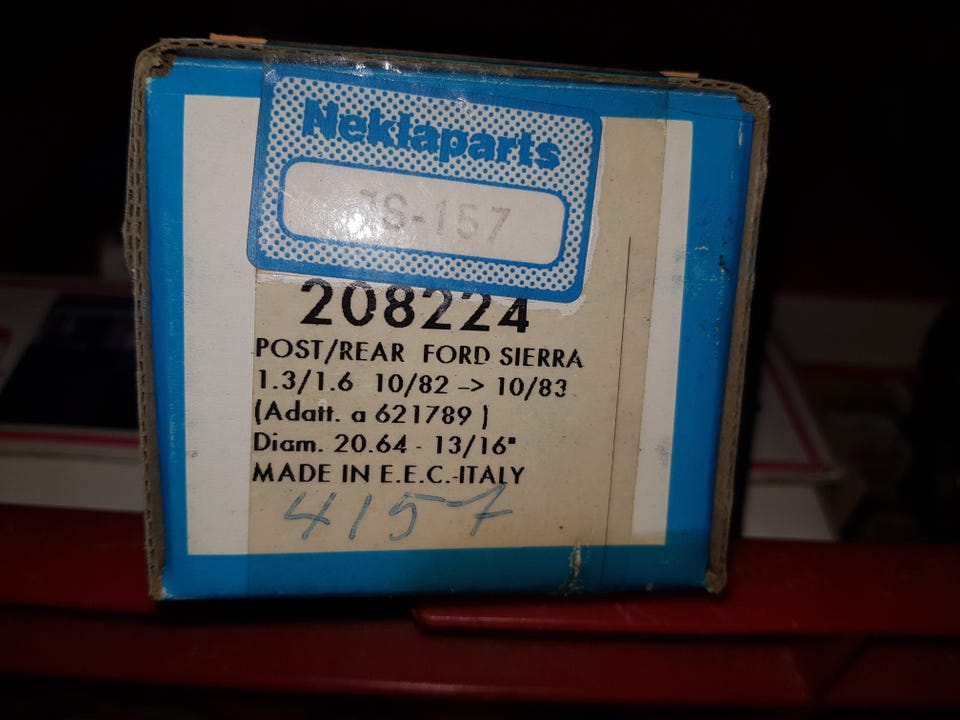 Neklaparts
JS-157
208224
POST/REAR FORD SIERRA
1.3/1.6 10/82 -> 10/83
(Adatt. a 621789 )
Diam. 20.64 - 13/16"
MADE IN E.E.C.-ITALY
4157